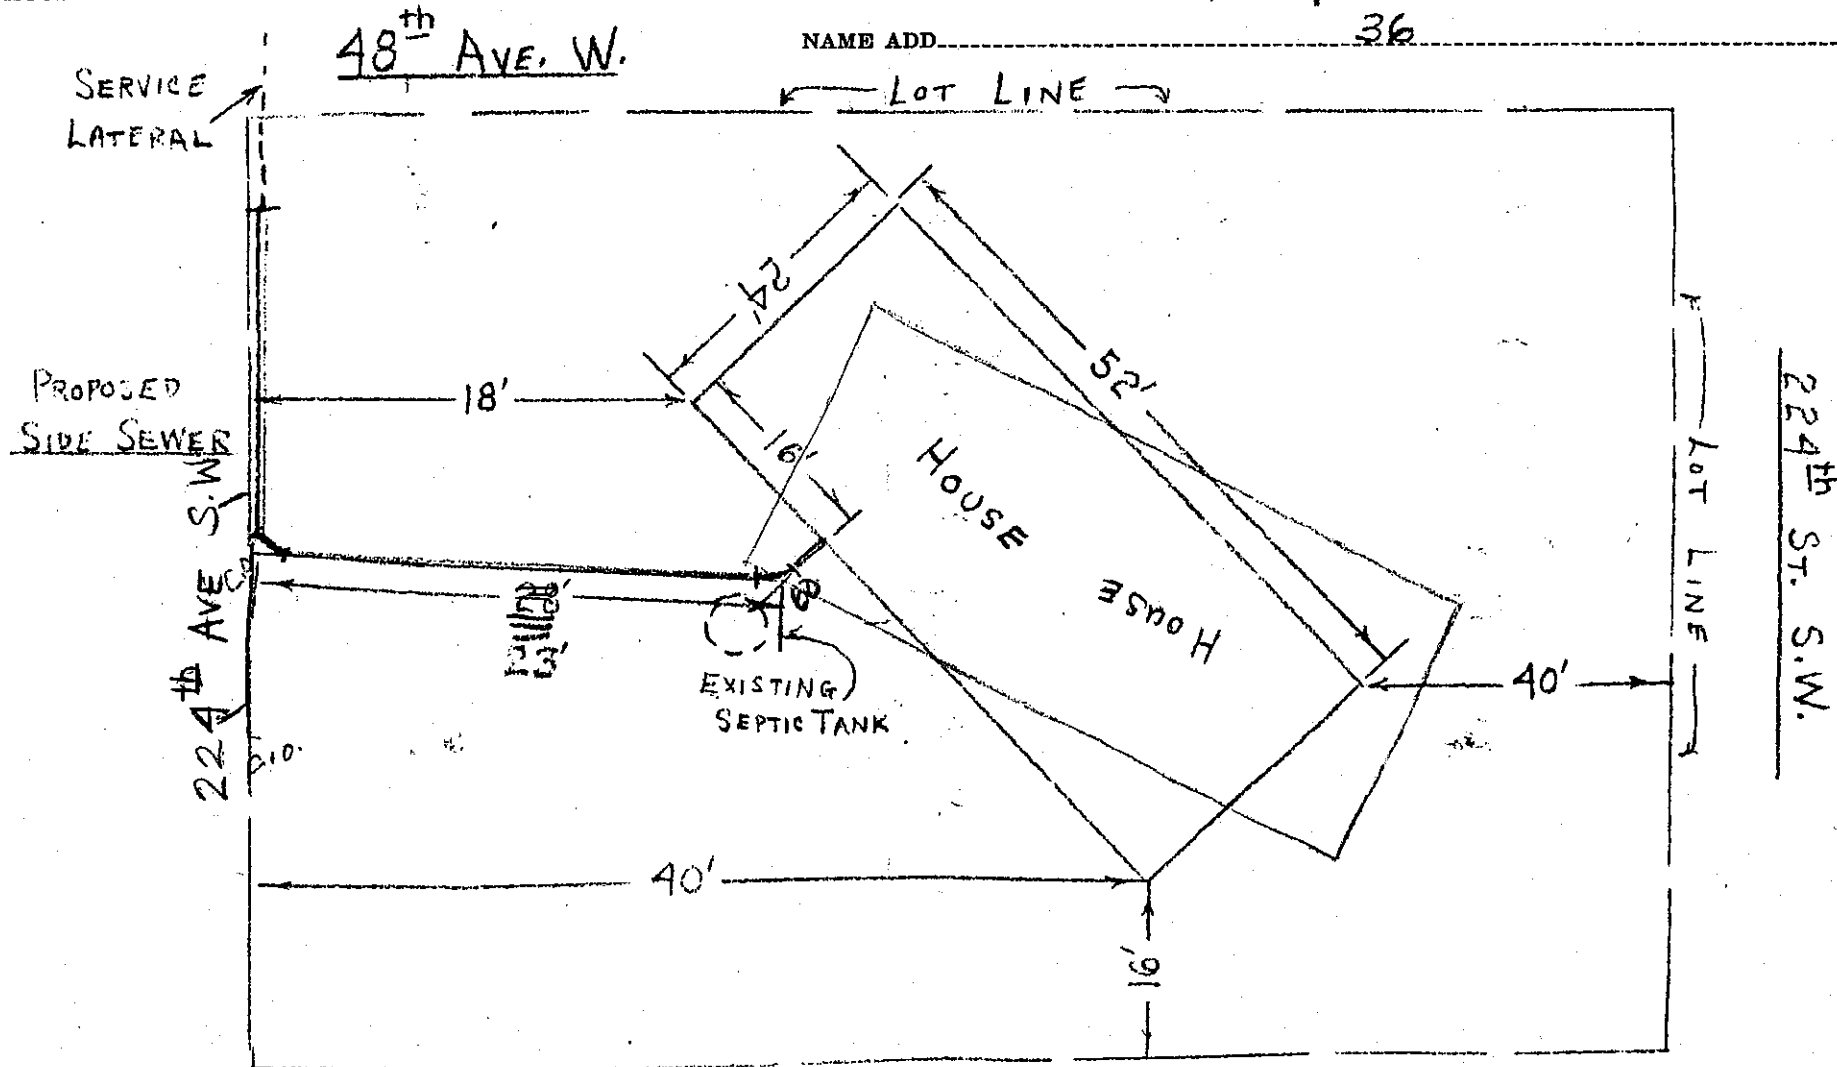 48th AVE. W.
NAME ADD 36
SERVICE
LATERAL
LOT LINE
24'
52'
PROPOSED
SIDE SEWER
18'
16'
HOUSE
HOUSE
LOT LINE
224th ST. S.W.
224th AVE S.W
EXISTING
SEPTIC TANK
40'
40'
16'